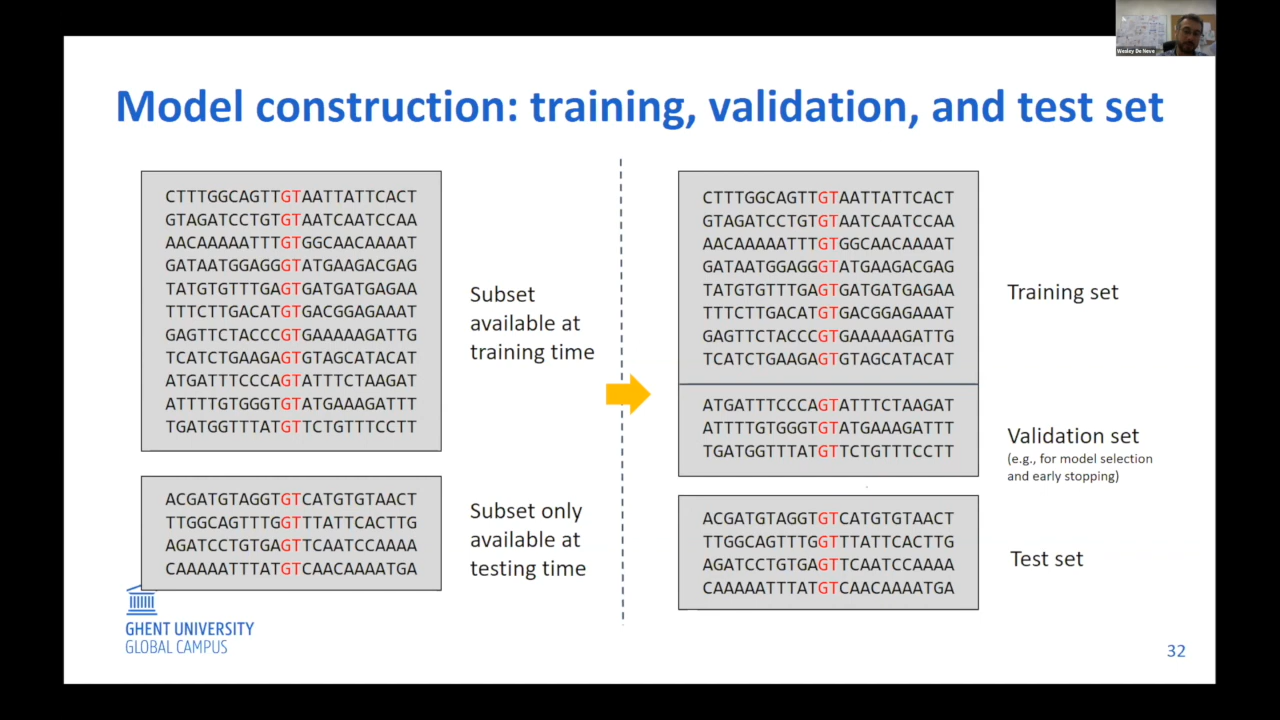 Wesley De Neve
Model construction: training, validation, and test set
CTTTGGCAGTTGTAATTATTCACT
GTAGATCCTGTGTAATCAATCCAA
AACAAAAATTTGTGGCAACAAAAT
GATAATGGAGGGTATGAAGACGAG
TATGTGTTTGAGTGATGATGAGAA
TTTCTTGACATGTGACGGAGAAAT
GAGTTCTACCCGTGAAAAAGATTG
TCATCTGAAGAGTGTAGCATACAT
ATGATTTCCCAGTATTTCTAAGAT
ATTTTGTGGGTGTATGAAAGATTT
TGATGGTTTATGTTCTGTTTCCTT
Subset
available at
training time
ACGATGTAGGTGTCATGTGTAACT
TTGGCAGTTTGGTTTATTCACTTG
AGATCCTGTGAGTTCAATCCAAAA
CAAAAATTTATGTCAACAAAATGA
Subset only
available at
testing time
CTTTGGCAGTTGTAATTATTCACT
GTAGATCCTGTGTAATCAATCCAA
AACAAAAATTTGTGGCAACAAAAT
GATAATGGAGGGTATGAAGACGAG
TATGTGTTTGAGTGATGATGAGAA
TTTCTTGACATGTGACGGAGAAAT
GAGTTCTACCCGTGAAAAAGATTG
TCATCTGAAGAGTGTAGCATACAT
Training set
ATGATTTCCCAGTATTTCTAAGAT
ATTTTGTGGGTGTATGAAAGATTT
TGATGGTTTATGTTCTGTTTCCTT
Validation set
(e.g., for model selection
and early stopping)
ACGATGTAGGTGTCATGTGTAACT
TTGGCAGTTTGGTTTATTCACTTG
AGATCCTGTGAGTTCAATCCAAAA
CAAAAATTTATGTCAACAAAATGA
Test set
GHENT UNIVERSITY
GLOBAL CAMPUS
32